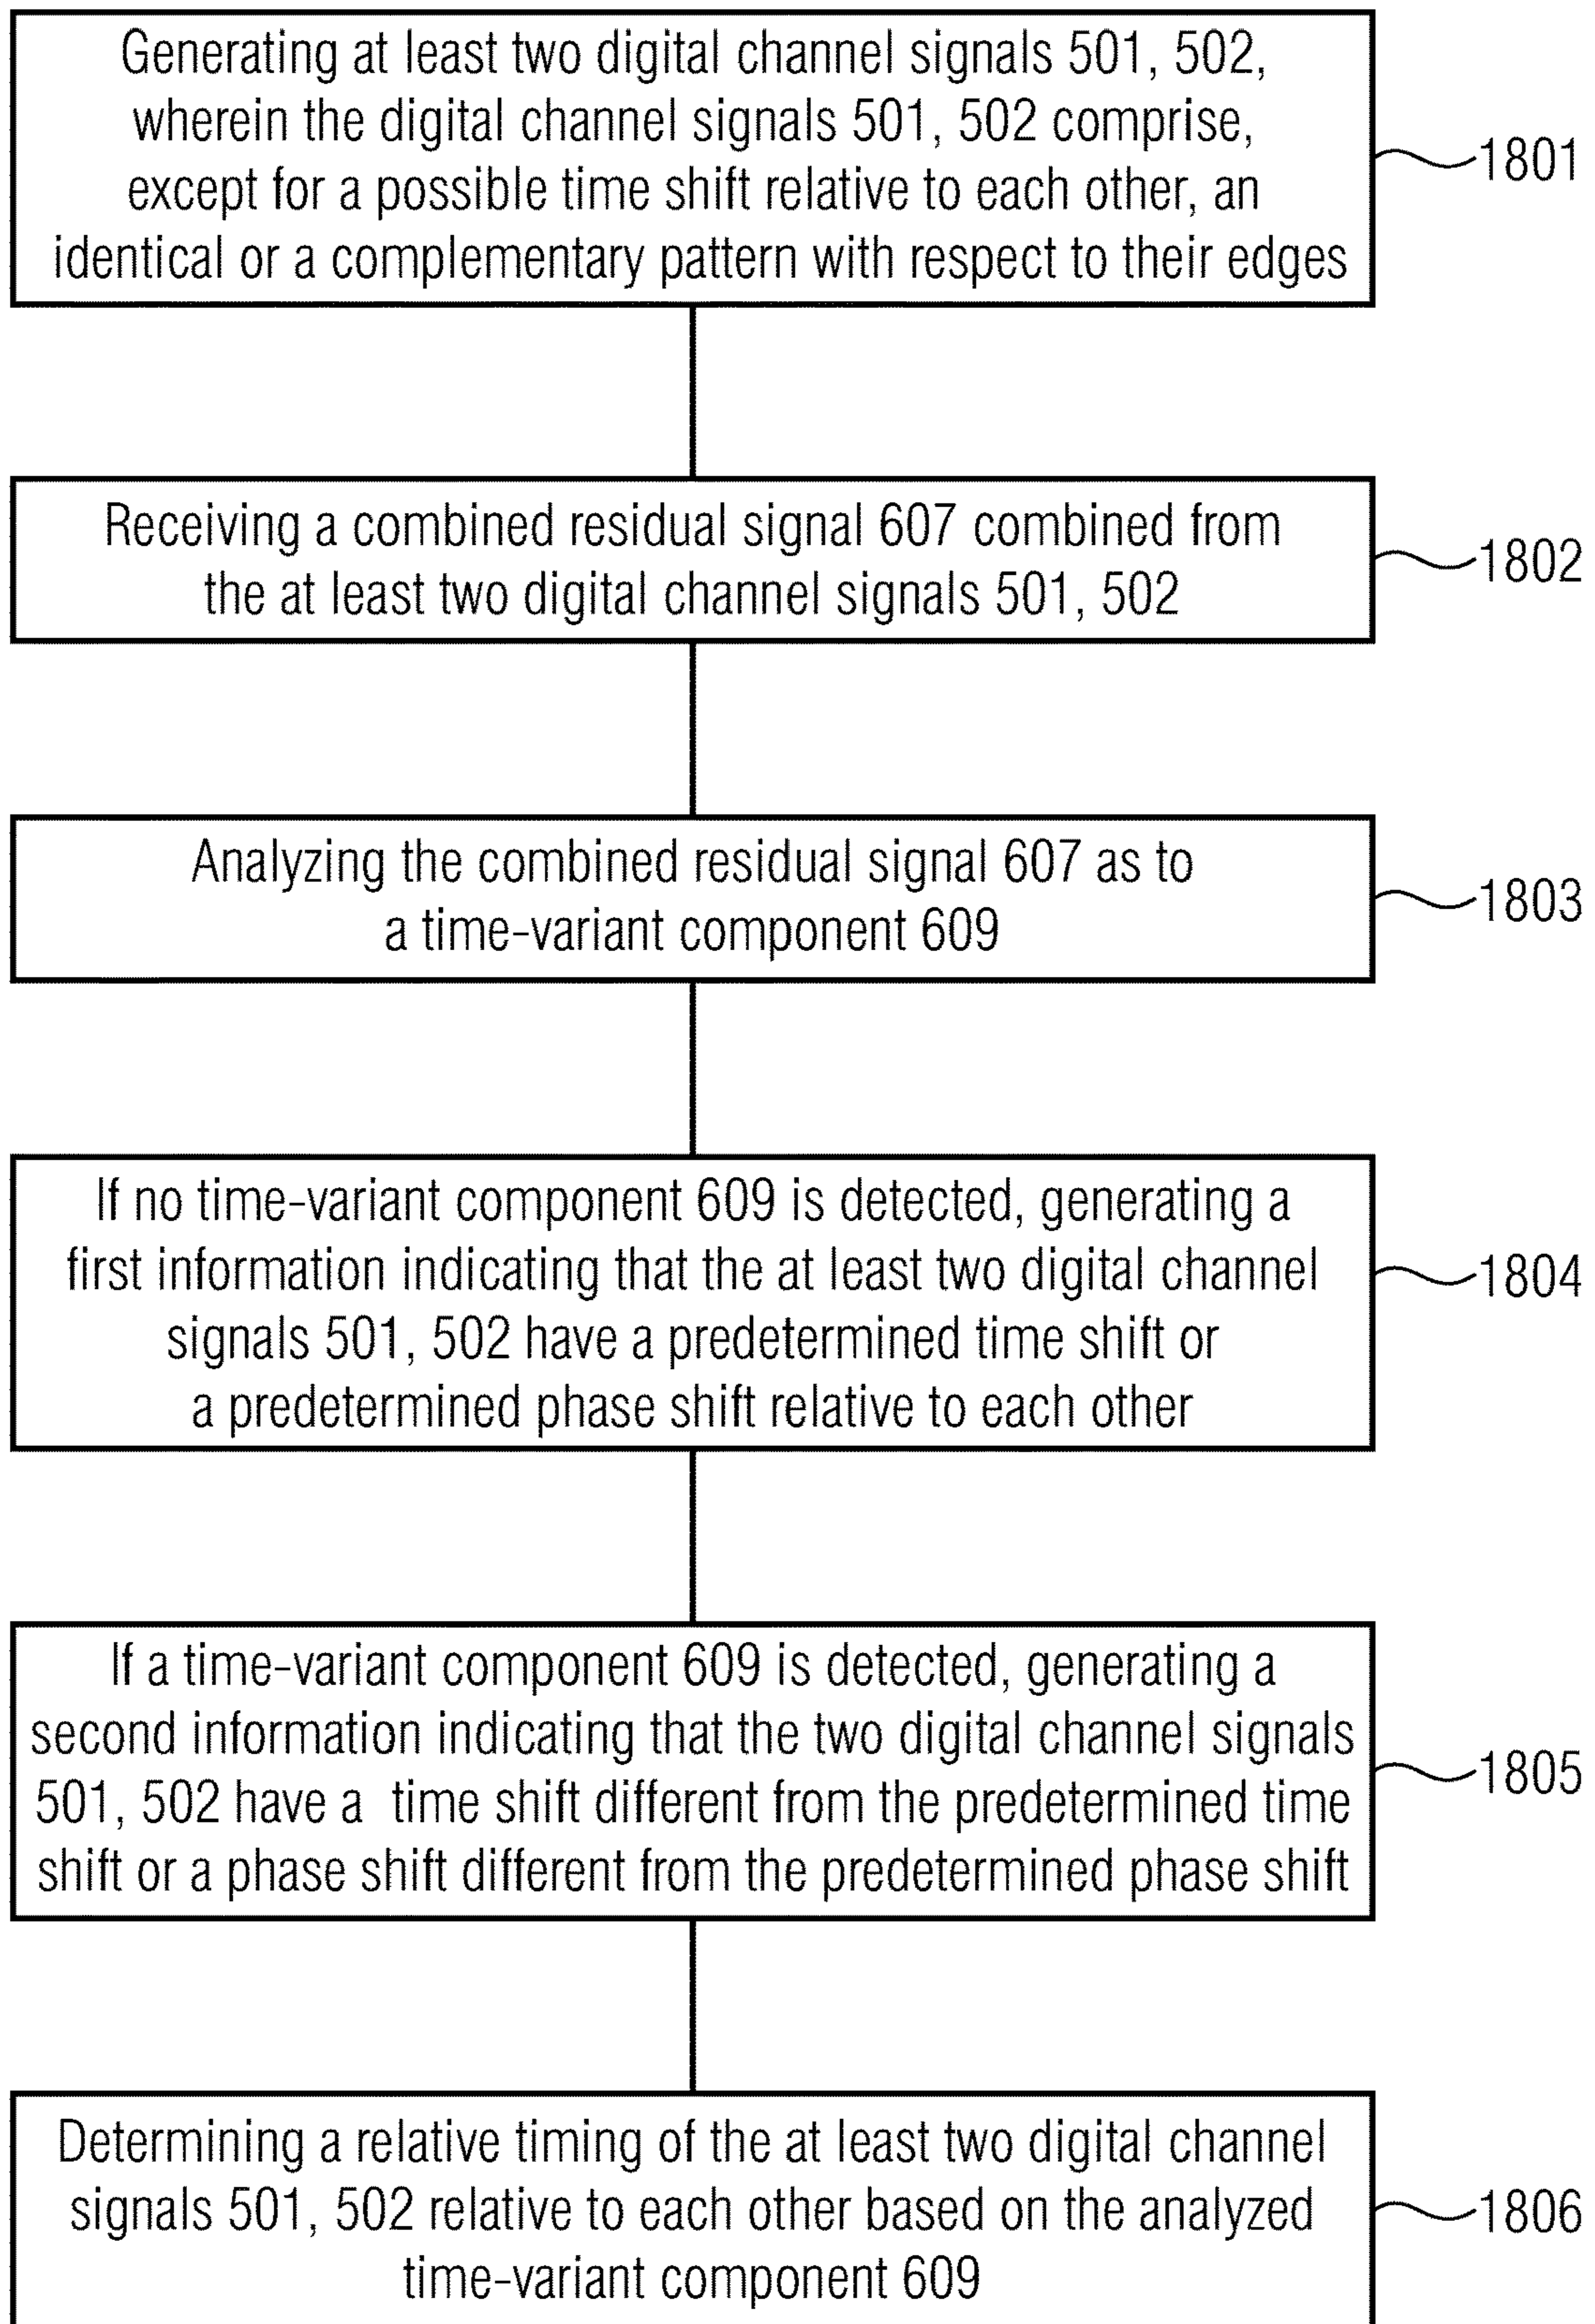 Generating at least two digital channel signals 501, 502,
wherein the digital channel signals 501, 502 comprise,
except for a possible time shift relative to each other, an
identical or a complementary pattern with respect to their edges
1801
Receiving a combined residual signal 607 combined from
the at least two digital channel signals 501, 502
1802
Analyzing the combined residual signal 607 as to
a time-variant component 609
1803
If no time-variant component 609 is detected, generating a
first information indicating that the at least two digital channel
signals 501, 502 have a predetermined time shift or
a predetermined phase shift relative to each other
1804
If a time-variant component 609 is detected, generating a
second information indicating that the two digital channel signals
501, 502 have a time shift different from the predetermined time
shift or a phase shift different from the predetermined phase shift
1805
Determining a relative timing of the at least two digital channel
signals 501, 502 relative to each other based on the analyzed
time-variant component 609
1806